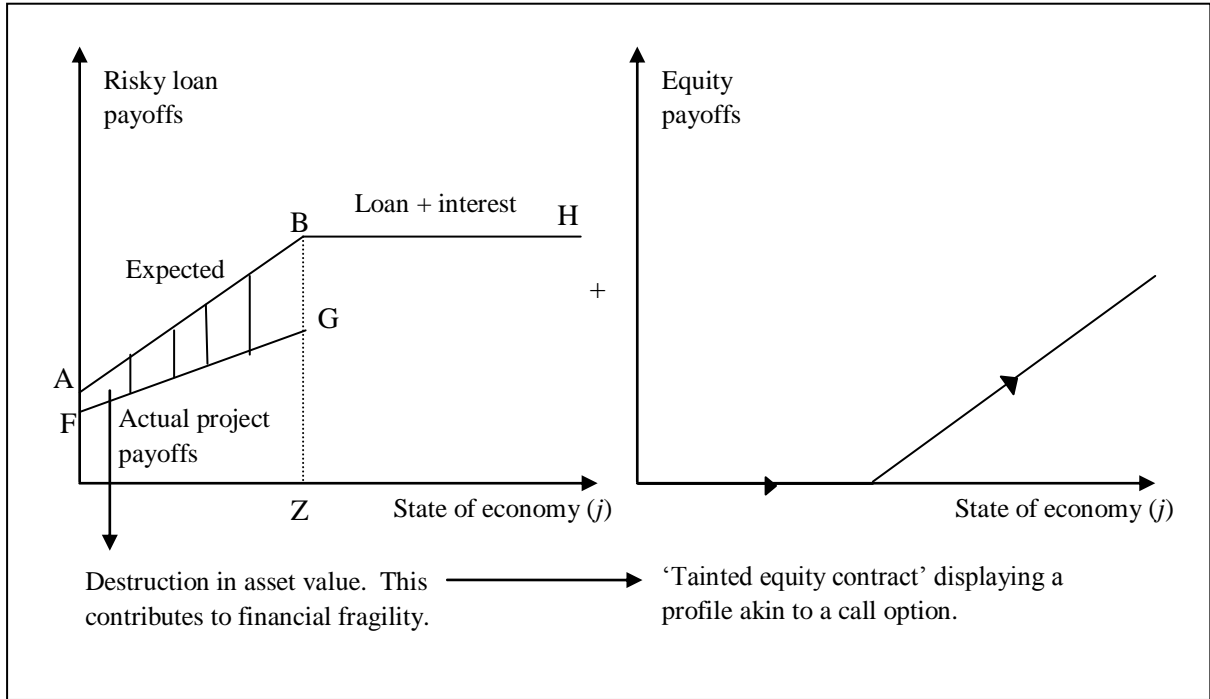 Risky loan
payoffs
Equity
payoffs
B
Loan + interest
H
Expected
+
G
A
F
Actual project
payoffs
Z
State of economy (j)
State of economy (j)
Destruction in asset value. This
contributes to financial fragility.
‘Tainted equity contract’ displaying a
profile akin to a call option.